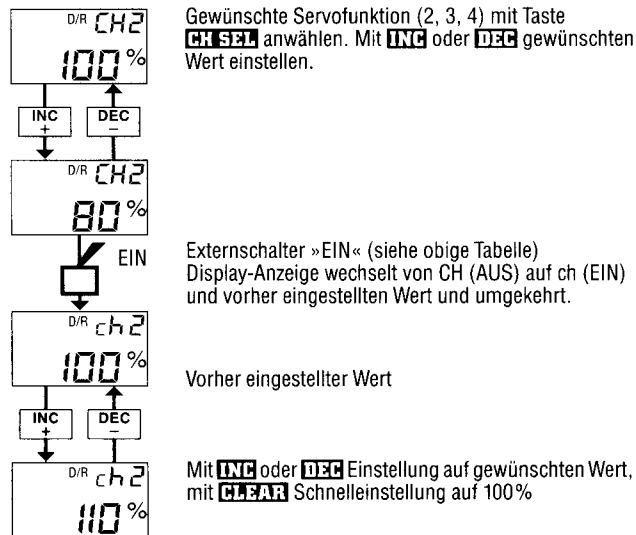 D/R CH2
100%
Gewünschte Servofunktion (2, 3, 4) mit Taste
CH SEL anwählen. Mit INC oder DEC gewünschten
Wert einstellen.
INC
+
DEC
–
D/R CH2
80%
EIN
Externschalter »EIN« (siehe obige Tabelle)
Display-Anzeige wechselt von CH (AUS) auf ch (EIN)
und vorher eingestellten Wert und umgekehrt.
D/R ch2
100%
Vorher eingestellter Wert
INC
+
DEC
–
D/R ch2
110%
Mit INC oder DEC Einstellung auf gewünschten Wert,
mit CLEAR Schnelleinstellung auf 100%